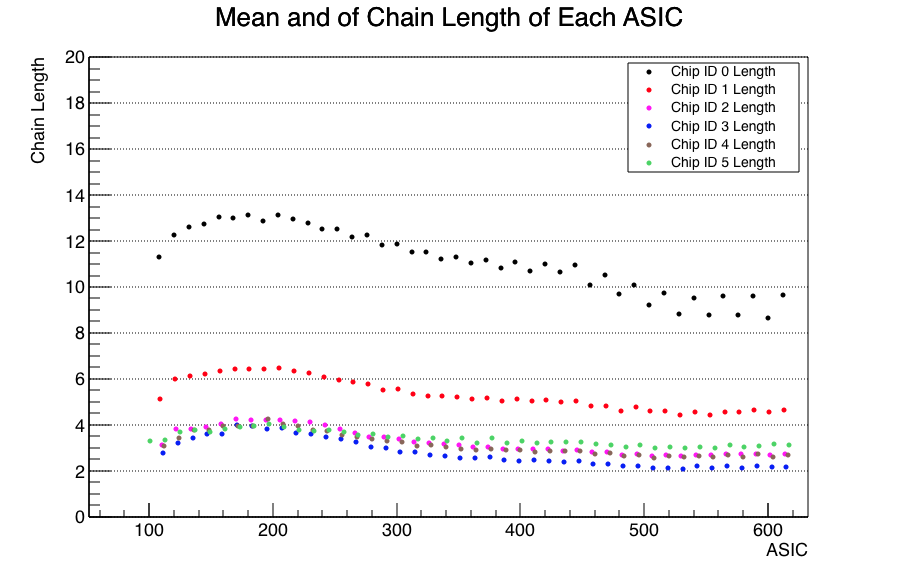 Mean and of Chain Length of Each ASIC
Chain Length
20
18
16
14
12
10
8
6
4
2
0
Chip ID 0 Length
Chip ID 1 Length
Chip ID 2 Length
Chip ID 3 Length
Chip ID 4 Length
Chip ID 5 Length
100 200 300 400 500 600
ASIC